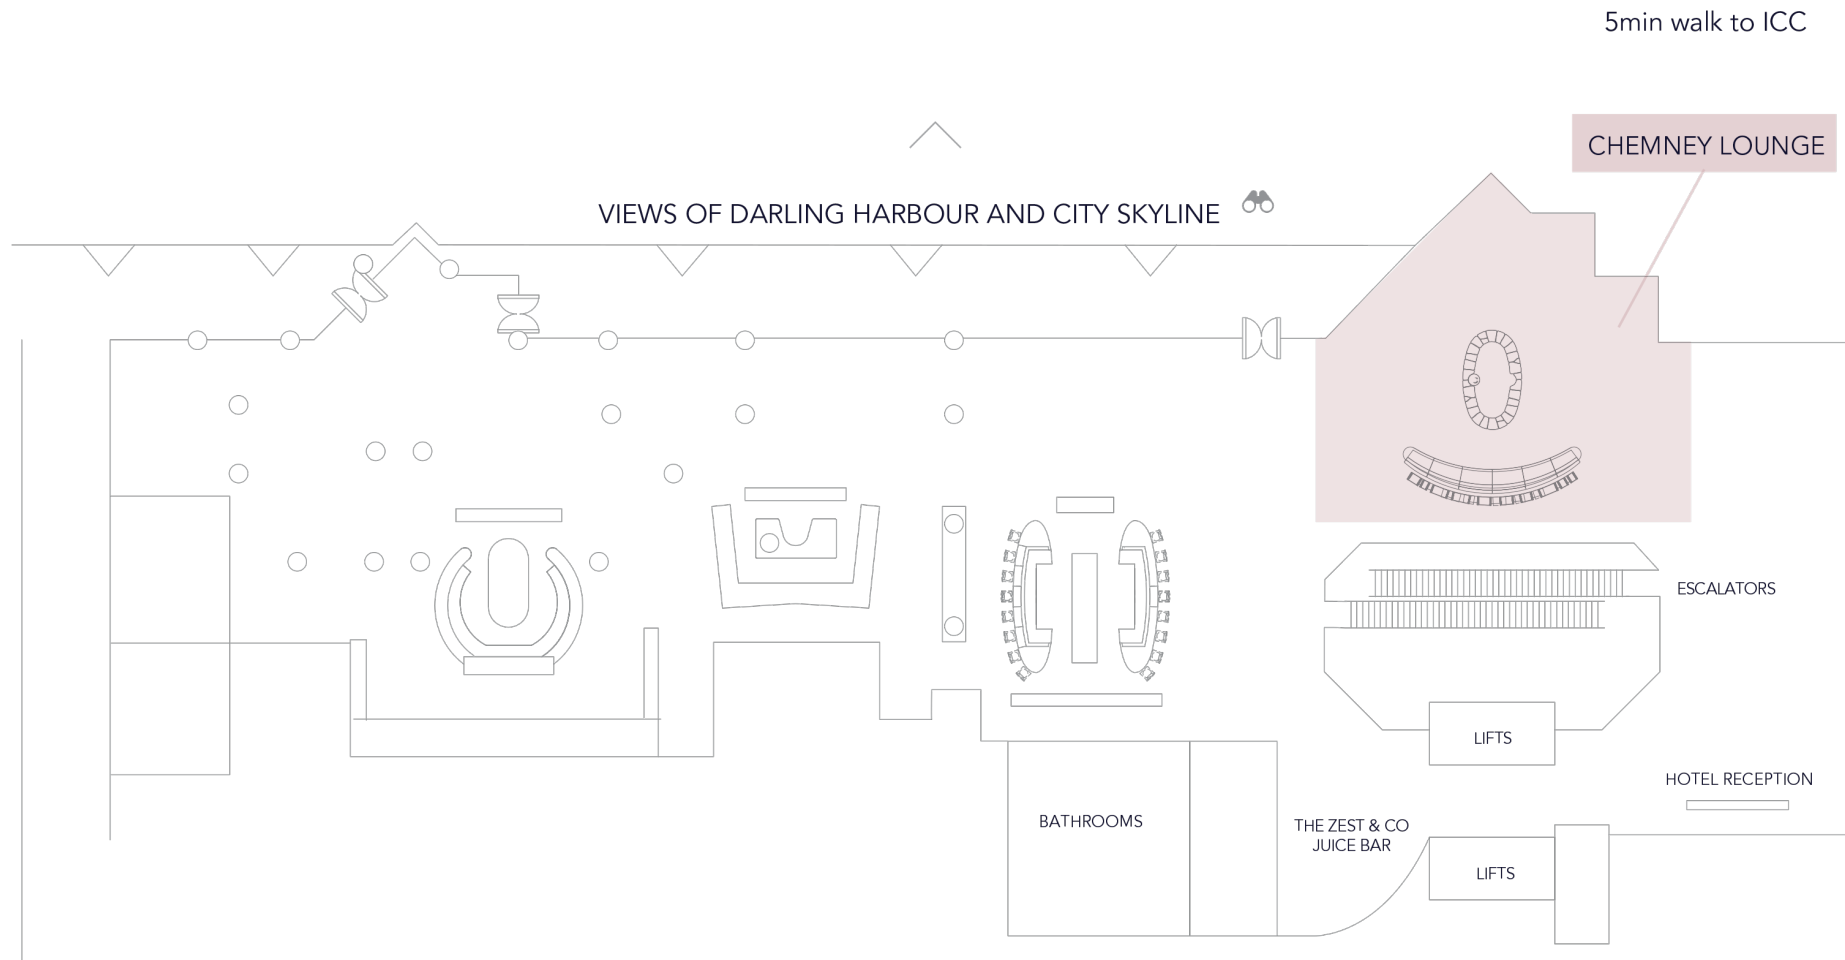 5min walk to ICC
CHEMNEY LOUNGE
VIEWS OF DARLING HARBOUR AND CITY SKYLINE
ESCALATORS
LIFTS
HOTEL RECEPTION
BATHROOMS
THE ZEST & CO
JUICE BAR
LIFTS